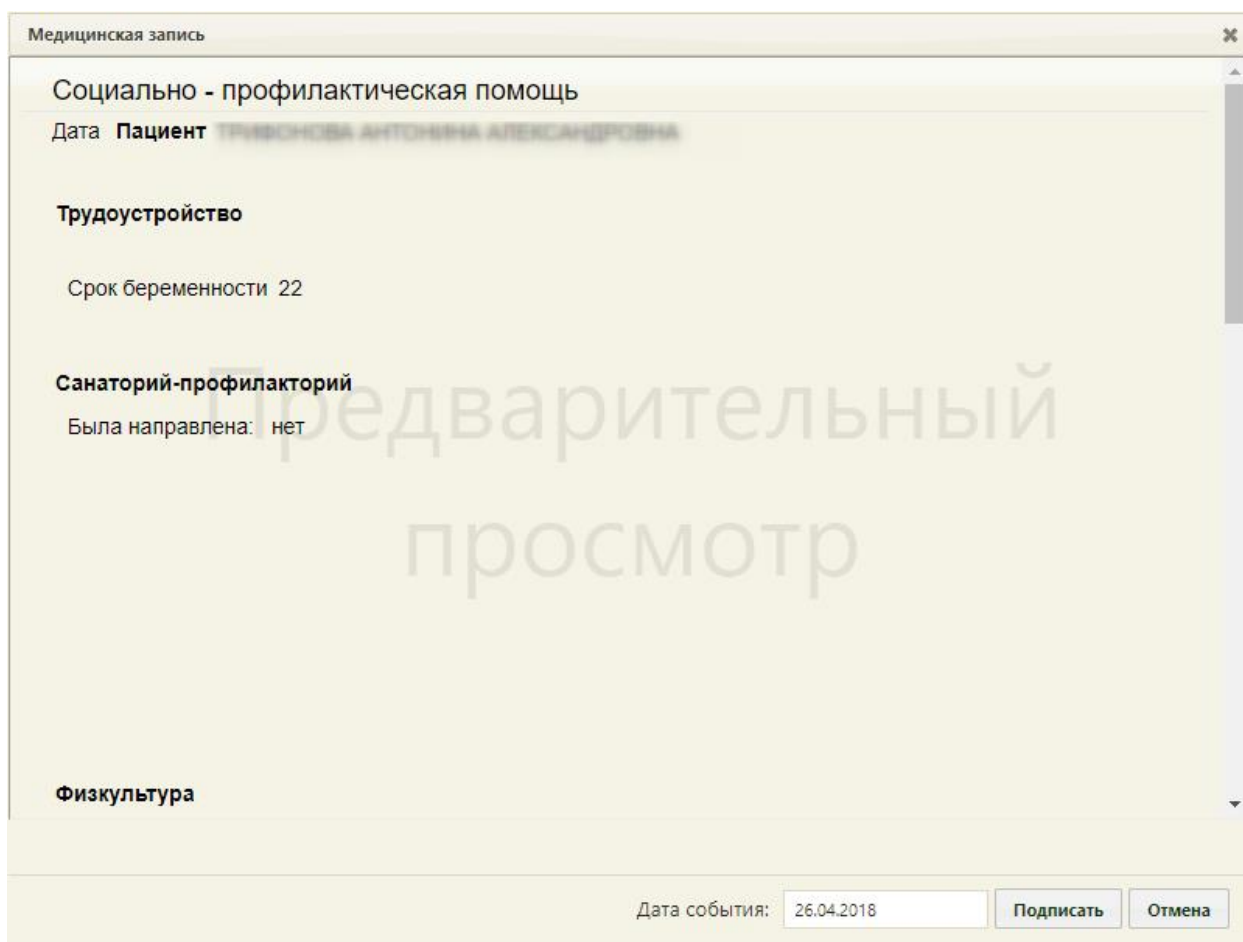 Медицинская запись
Социально - профилактическая помощь
Дата Пациент
Трудоустройство
Срок беременности 22
Санаторий-профилакторий
Была направлена: нет
Предварительный
просмотр
Физкультура
Дата события: 26.04.2018 Подписать Отмена